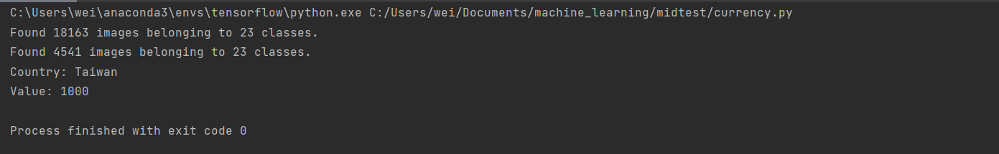 C:\Users\wei\anaconda3\envs\tensorflow\python.exe C:/Users/wei/Documents/machine_learning/midtest/currency.py
Found 18163 images belonging to 23 classes.
Found 4541 images belonging to 23 classes.
Country: Taiwan
Value: 1000
Process finished with exit code 0